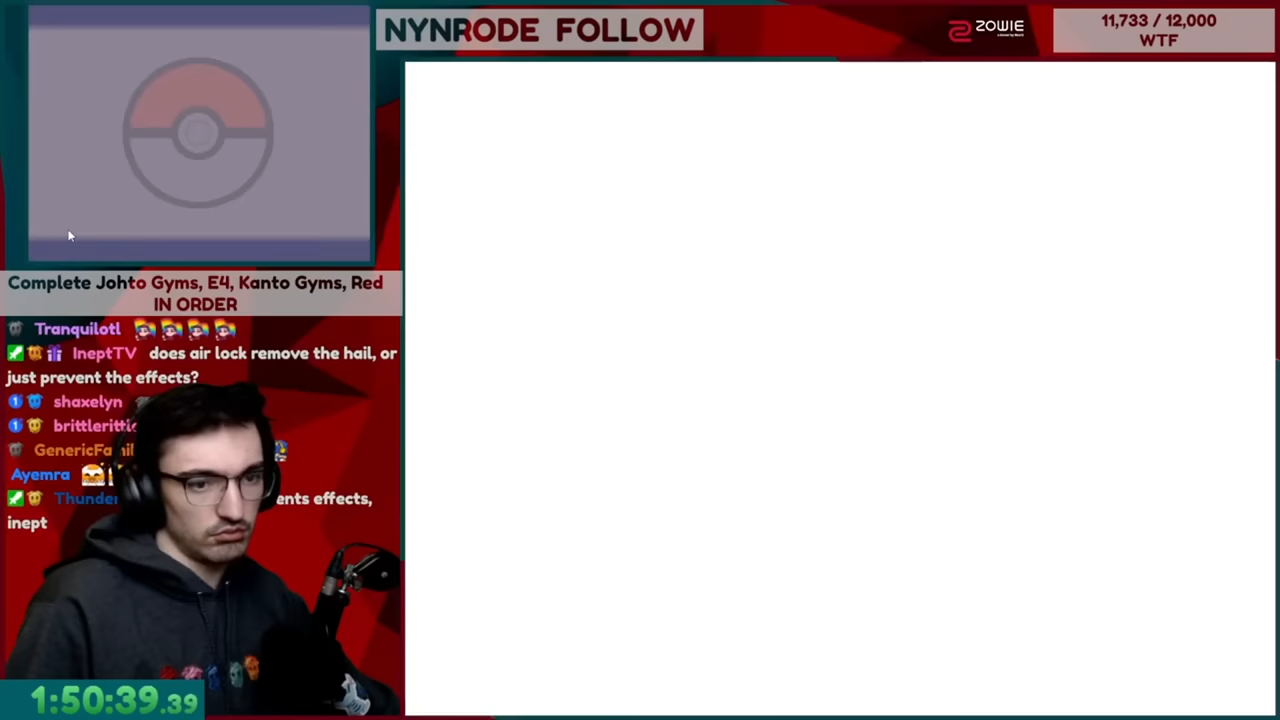 NYNRODE FOLLOW
ZOWIE
11,733 / 12,000
WTF
Complete Johto Gyms, E4, Kanto Gyms, Red
IN ORDER
Tranquilotl
IneptTV does air lock remove the hail, or
just prevent the effects?
shaxelyn
GenericFa
Ayemra
Thunder ents effects,
inept
1:50:39.39